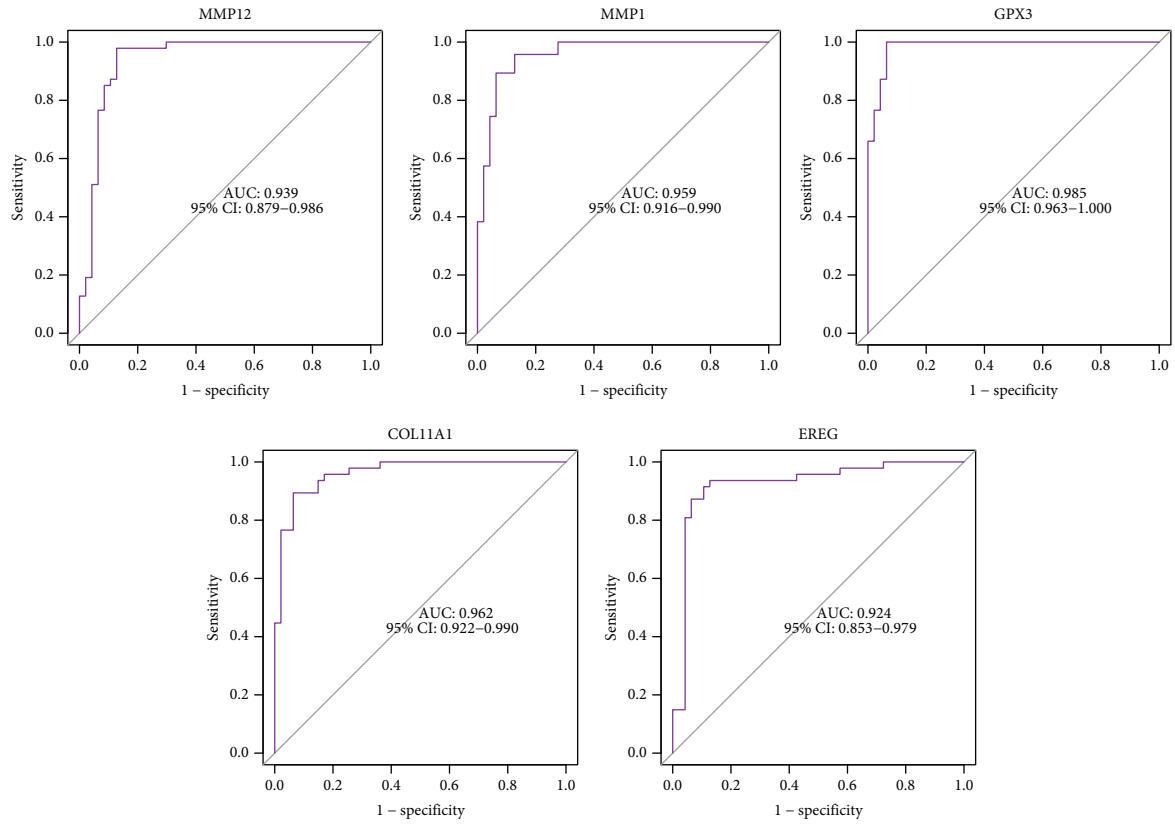 MMP12
1.0
0.8
0.6
0.4
0.2
0.0
Sensitivity
AUC: 0.939
95% CI: 0.879–0.986
0.0 0.2 0.4 0.6 0.8 1.0
1 – specificity
MMP1
1.0
0.8
0.6
0.4
0.2
0.0
Sensitivity
AUC: 0.959
95% CI: 0.916–0.990
0.0 0.2 0.4 0.6 0.8 1.0
1 – specificity
GPX3
1.0
0.8
0.6
0.4
0.2
0.0
Sensitivity
AUC: 0.985
95% CI: 0.963–1.000
0.0 0.2 0.4 0.6 0.8 1.0
1 – specificity
COL11A1
1.0
0.8
0.6
0.4
0.2
0.0
Sensitivity
AUC: 0.962
95% CI: 0.922–0.990
0.0 0.2 0.4 0.6 0.8 1.0
1 – specificity
EREG
1.0
0.8
0.6
0.4
0.2
0.0
Sensitivity
AUC: 0.924
95% CI: 0.853–0.979
0.0 0.2 0.4 0.6 0.8 1.0
1 – specificity